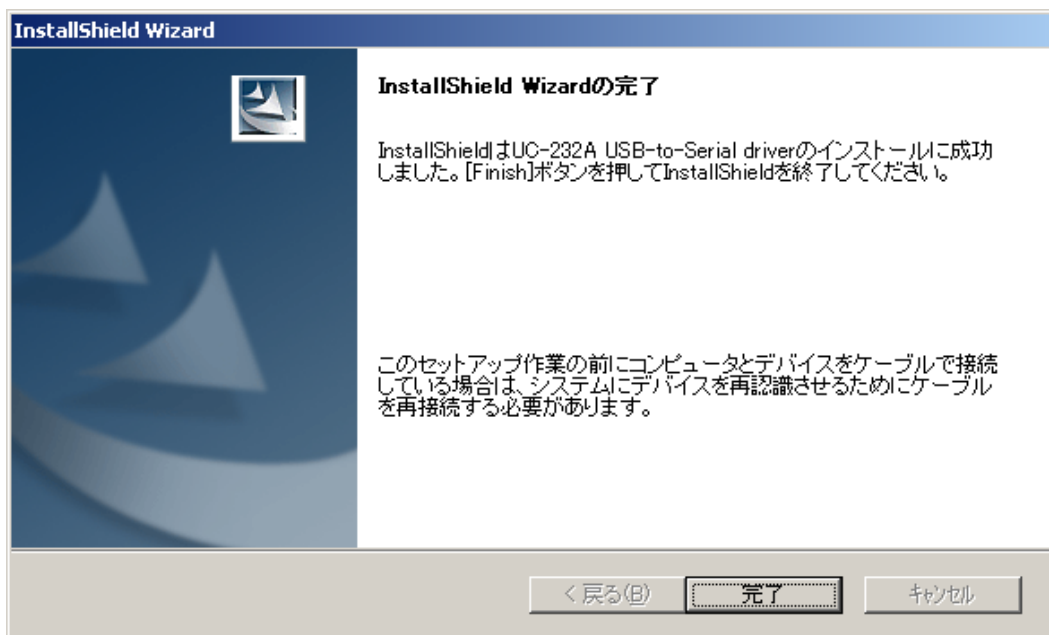 InstallShield Wizard
InstallShield Wizardの完了
InstallShieldはUC-232A USB-to-Serial driverのインストールに成功
しました。[Finish]ボタンを押してInstallShieldを終了してください。
このセットアップ作業の前にコンピュータとデバイスをケーブルで接続
している場合は、システムにデバイスを再認識させるためにケーブル
を再接続する必要があります。
< 戻る(B)
完了
キャンセル